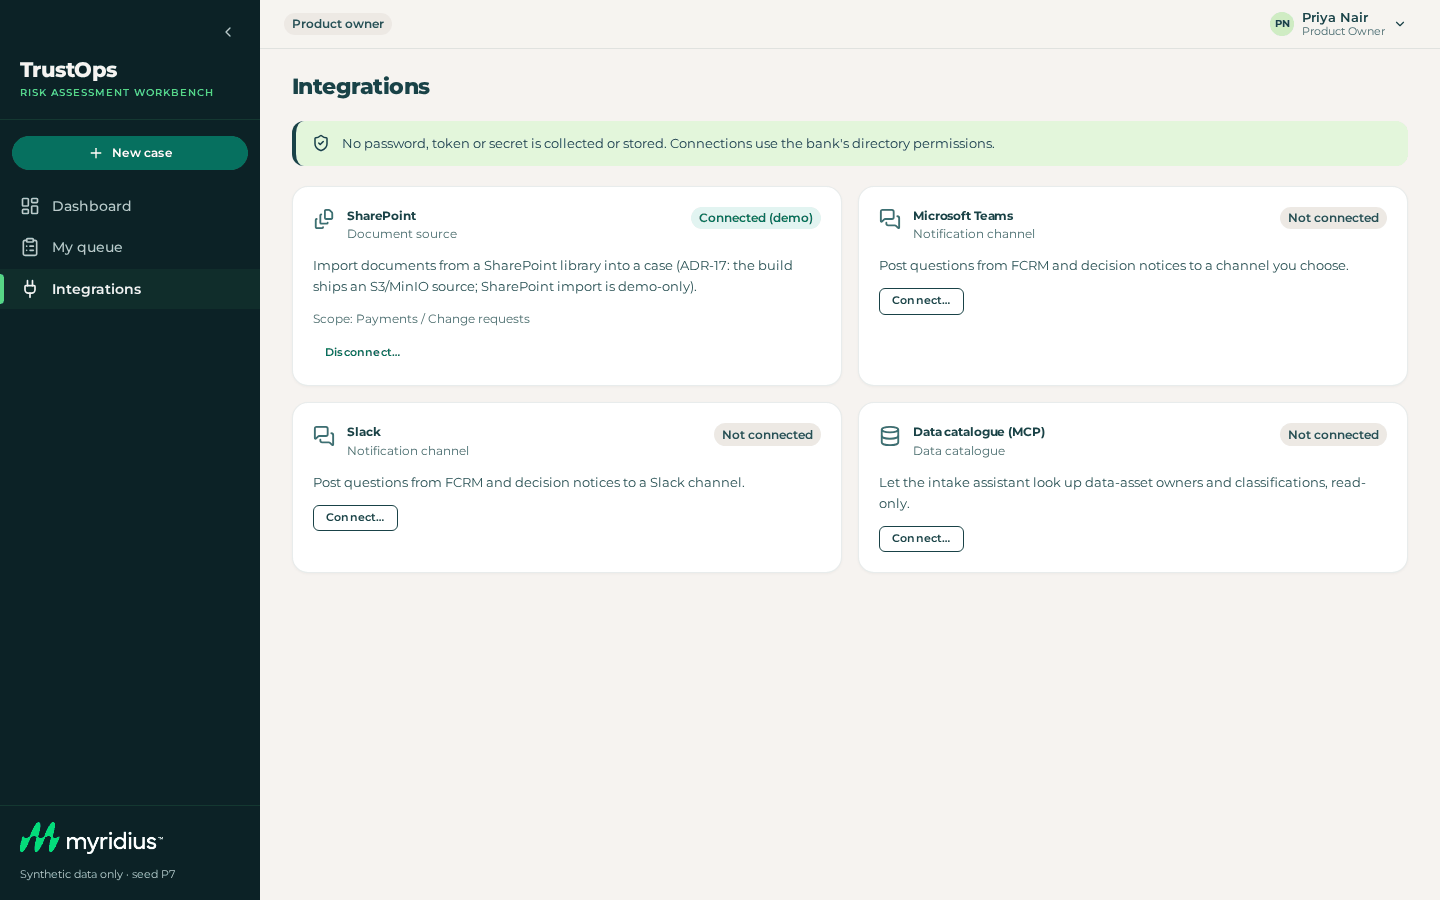 TrustOps
RISK ASSESSMENT WORKBENCH
New case
Dashboard
My queue
Integrations
myridius™
Synthetic data only · seed P7
Product owner
PN
Priya Nair
Product Owner
Integrations
No password, token or secret is collected or stored. Connections use the bank's directory permissions.
SharePoint
Document source
Connected (demo)
Import documents from a SharePoint library into a case (ADR-17: the build
ships an S3/MinIO source; SharePoint import is demo-only).
Scope: Payments / Change requests
Disconnect...
Microsoft Teams
Notification channel
Not connected
Post questions from FCRM and decision notices to a channel you choose.
Connect...
Slack
Notification channel
Not connected
Post questions from FCRM and decision notices to a Slack channel.
Connect...
Data catalogue (MCP)
Data catalogue
Not connected
Let the intake assistant look up data-asset owners and classifications, read-
only.
Connect...